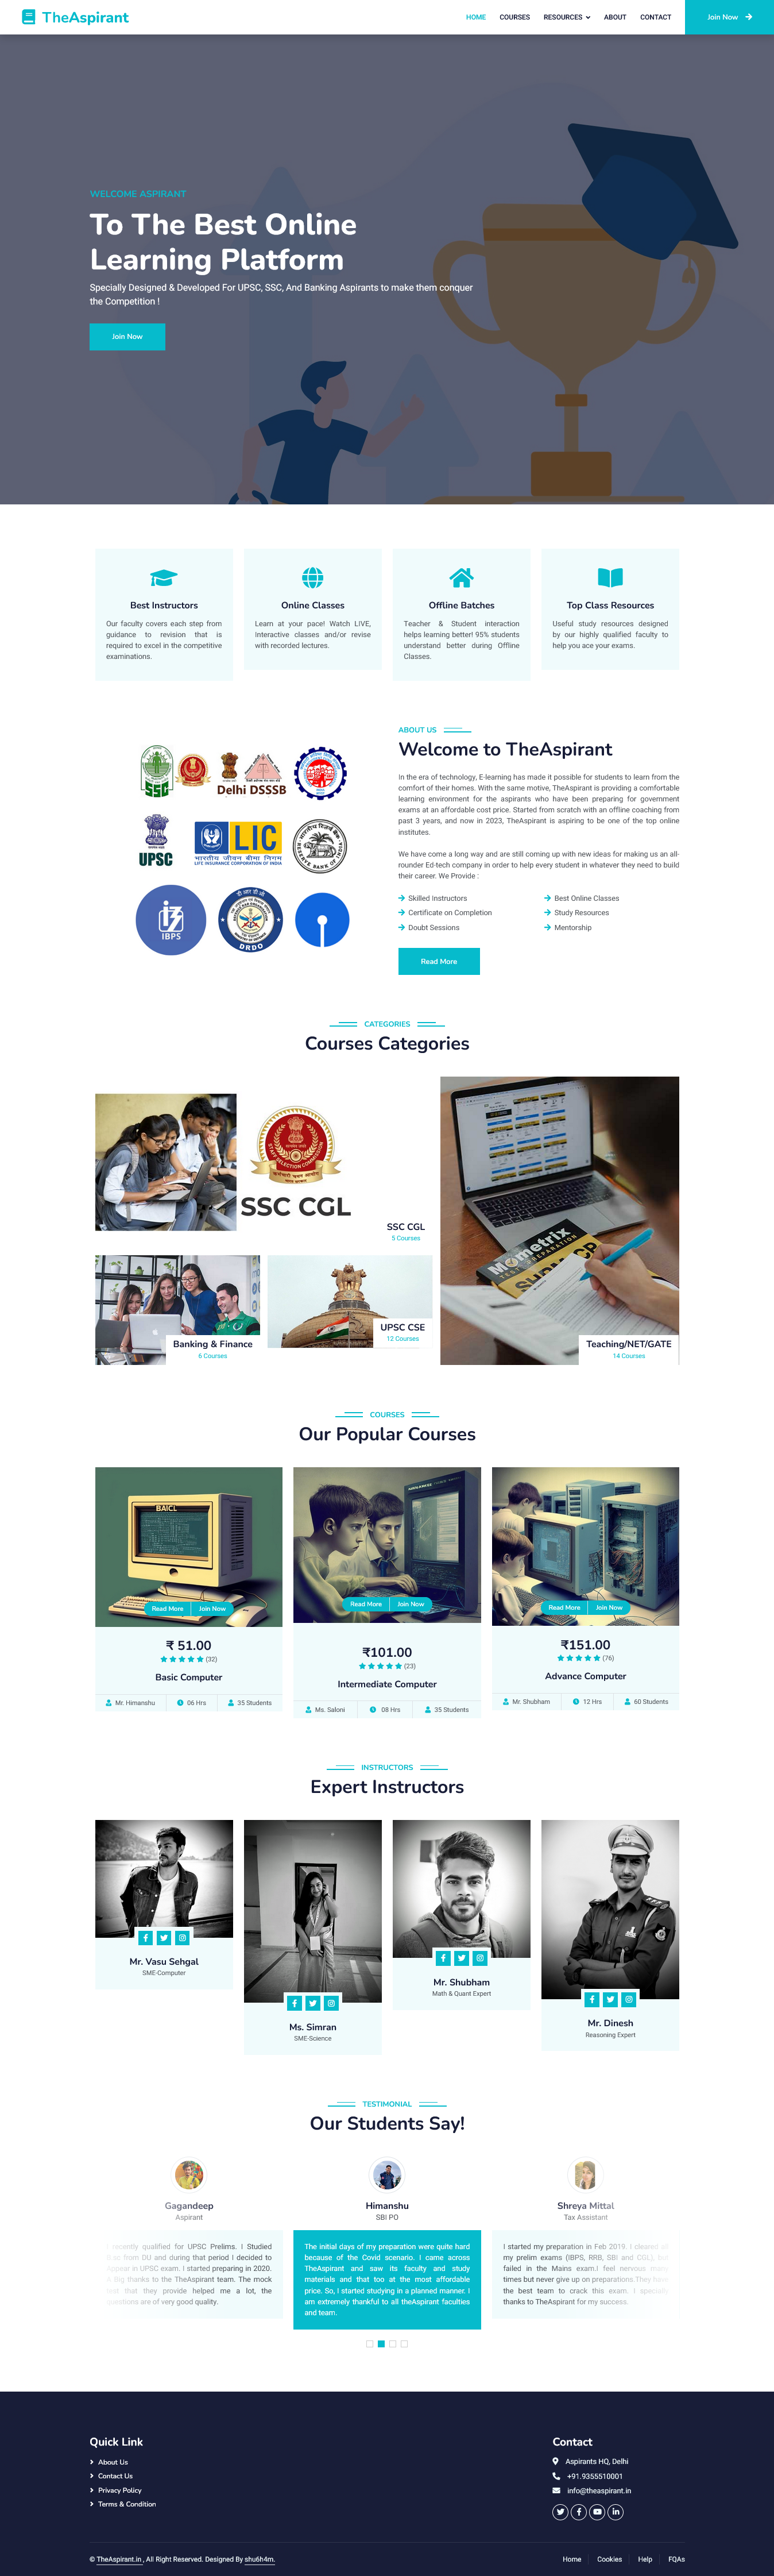 TheAspirant
HOME COURSES RESOURCES ABOUT CONTACT Join Now
WELCOME ASPIRANT
To The Best Online
Learning Platform
Specially Designed & Developed For UPSC, SSC, And Banking Aspirants to make them conquer
the Competition !
Join Now
Best Instructors
Our faculty covers each step from
guidance to revision that is
required to excel in the competitive
examinations.
Online Classes
Learn at your pace! Watch LIVE,
Interactive classes and/or revise
with recorded lectures.
Offline Batches
Teacher & Student interaction
helps learning better! 95% students
understand better during Offline
Classes.
Top Class Resources
Useful study resources designed
by our highly qualified faculty to
help you ace your exams.
SSC
Delhi DSSSB
UPSC
LIC
भारतीय जीवन बीमा निगम
LIFE INSURANCE CORPORATION OF INDIA
RESERVE BANK OF INDIA
IBPS
DRDO
ABOUT US
Welcome to TheAspirant
In the era of technology, E-learning has made it possible for students to learn from the
comfort of their homes. With the same motive, TheAspirant is providing a comfortable
learning environment for the aspirants who have been preparing for government
exams at an affordable cost price. Started from scratch with an offline coaching from
past 3 years, and now in 2023, TheAspirant is aspiring to be one of the top online
institutes.
We have come a long way and are still coming up with new ideas for making us an all-
rounder Ed-tech company in order to help every student in whatever they need to build
their career. We Provide :
Skilled Instructors
Best Online Classes
Certificate on Completion
Study Resources
Doubt Sessions
Mentorship
Read More
CATEGORIES
Courses Categories
SSC CGL
SSC CGL
5 Courses
Banking & Finance
6 Courses
UPSC CSE
12 Courses
Mometrix
Teaching/NET/GATE
14 Courses
COURSES
Our Popular Courses
BAICL
Read More Join Now
₹ 51.00
(32)
Basic Computer
Mr. Himanshu 06 Hrs 35 Students
Read More Join Now
₹101.00
(23)
Intermediate Computer
Ms. Saloni 08 Hrs 35 Students
Read More Join Now
₹151.00
(76)
Advance Computer
Mr. Shubham 12 Hrs 60 Students
INSTRUCTORS
Expert Instructors
Mr. Vasu Sehgal
SME-Computer
Ms. Simran
SME-Science
Mr. Shubham
Math & Quant Expert
Mr. Dinesh
Reasoning Expert
TESTIMONIAL
Our Students Say!
Gagandeep
Aspirant
recently qualified for UPSC Prelims. I Studied
from DU and during that period I decided to
appear in UPSC exam. I started preparing in 2020.
Big thanks to the TheAspirant team. The mock
that they provide helped me a lot, the
questions are of very good quality.
Himanshu
SBI PO
The initial days of my preparation were quite hard
because of the Covid scenario. I came across
TheAspirant and saw its faculty and study
materials and that too at the most affordable
price. So, I started studying in a planned manner. I
am extremely thankful to all theAspirant faculties
and team.
Shreya Mittal
Tax Assistant
I started my preparation in Feb 2019. I cleared
my prelim exams (IBPS, RRB, SBI and CGL), but
failed in the Mains exam.I feel nervous many
times but never give up on preparations.They have
the best team to crack this exam. I specially
thanks to TheAspirant for my success.
Quick Link
About Us
Contact Us
Privacy Policy
Terms & Condition
Contact
Aspirants HQ, Delhi
+91.9355510001
info@theaspirant.in
© TheAspirant.in , All Right Reserved. Designed By shu6h4m.
Home Cookies Help FQAs